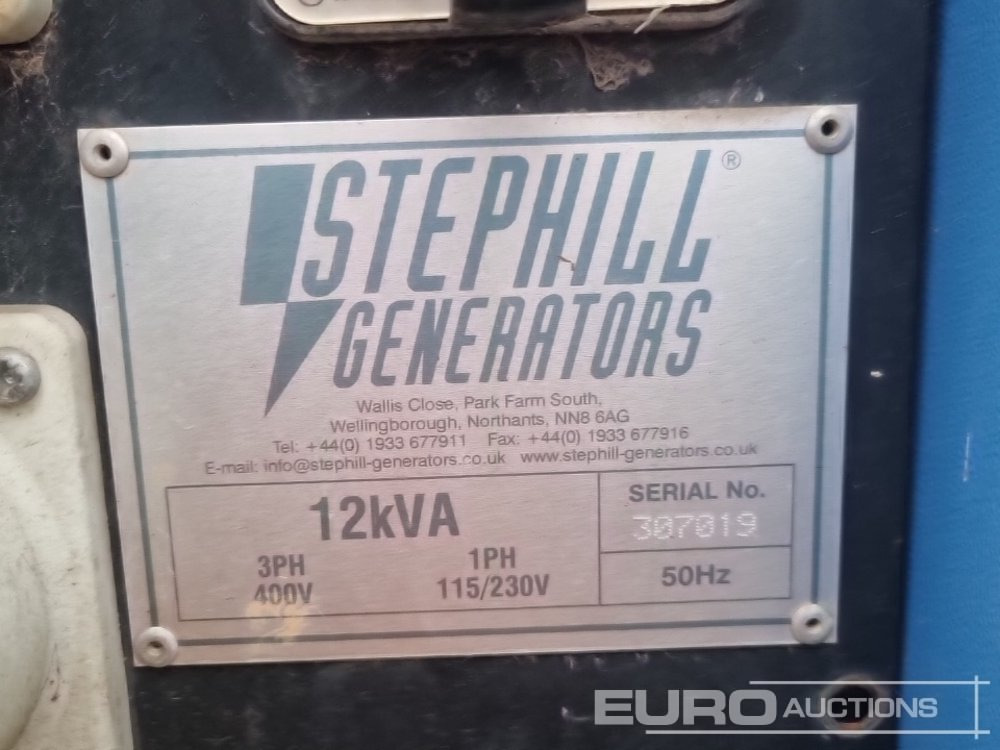 STEPHILL®
GENERATORS
Wallis Close, Park Farm South,
Wellingborough, Northants, NN8 6AG
Tel: +44(0) 1933 677911 Fax: +44(0) 1933 677916
E-mail: info@stephill-generators.co.uk www.stephill-generators.co.uk
12kVA
3PH 1PH
400V 115/230V
SERIAL No.
307019
50Hz
EURO AUCTIONS